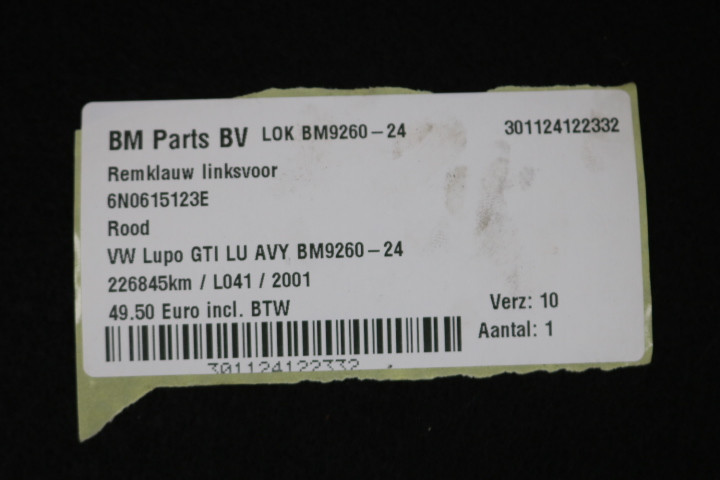 BM Parts BV LOK BM9260-24 301124122332
Remklauw linksvoor
6N0615123E
Rood
VW Lupo GTI LU AVY BM9260-24
226845km / L041 / 2001
49.50 Euro incl. BTW
Verz: 10
Aantal: 1
301124122332